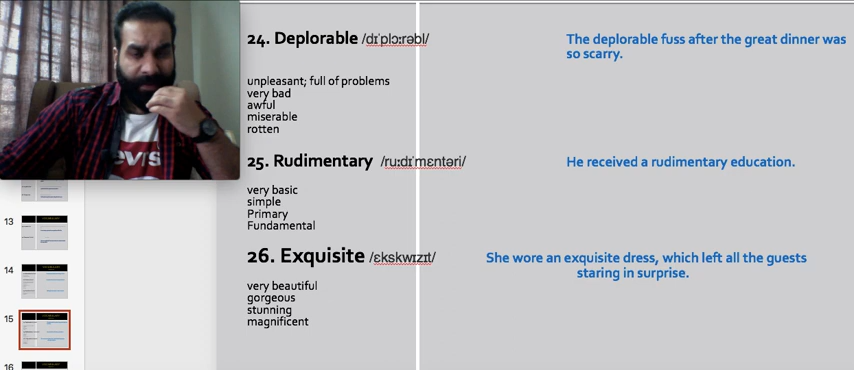 24. Deplorable /dɪˈplɔːrəbl/
The deplorable fuss after the great dinner was
so scarry.
unpleasant; full of problems
very bad
awful
miserable
rotten
25. Rudimentary /ruːdɪˈmɛntəri/
He received a rudimentary education.
very basic
simple
Primary
Fundamental
26. Exquisite /ɛkskwɪzɪt/
She wore an exquisite dress, which left all the guests
staring in surprise.
very beautiful
gorgeous
stunning
magnificent
13
14
15
16